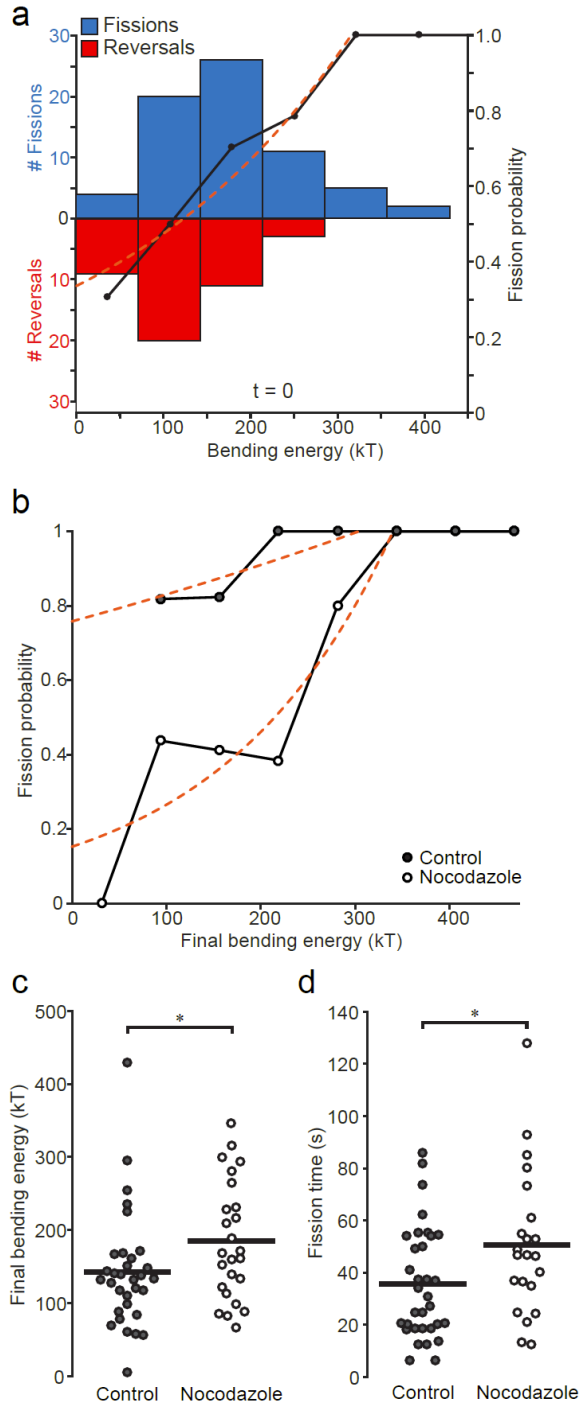 a
Fissions
Reversals
30
20
10
0
10
20
30
# Fissions
# Reversals
1.0
0.8
0.6
0.4
0.2
0
Fission probability
t = 0
0 100 200 300 400
Bending energy (kT)
b
1
0.8
0.6
0.4
0.2
0
Fission probability
Control
Nocodazole
0 100 200 300 400
Final bending energy (kT)
c
500
400
300
200
100
0
Final bending energy (kT)
*
Control Nocodazole
d
140
120
100
80
60
40
20
0
Fission time (s)
*
Control Nocodazole